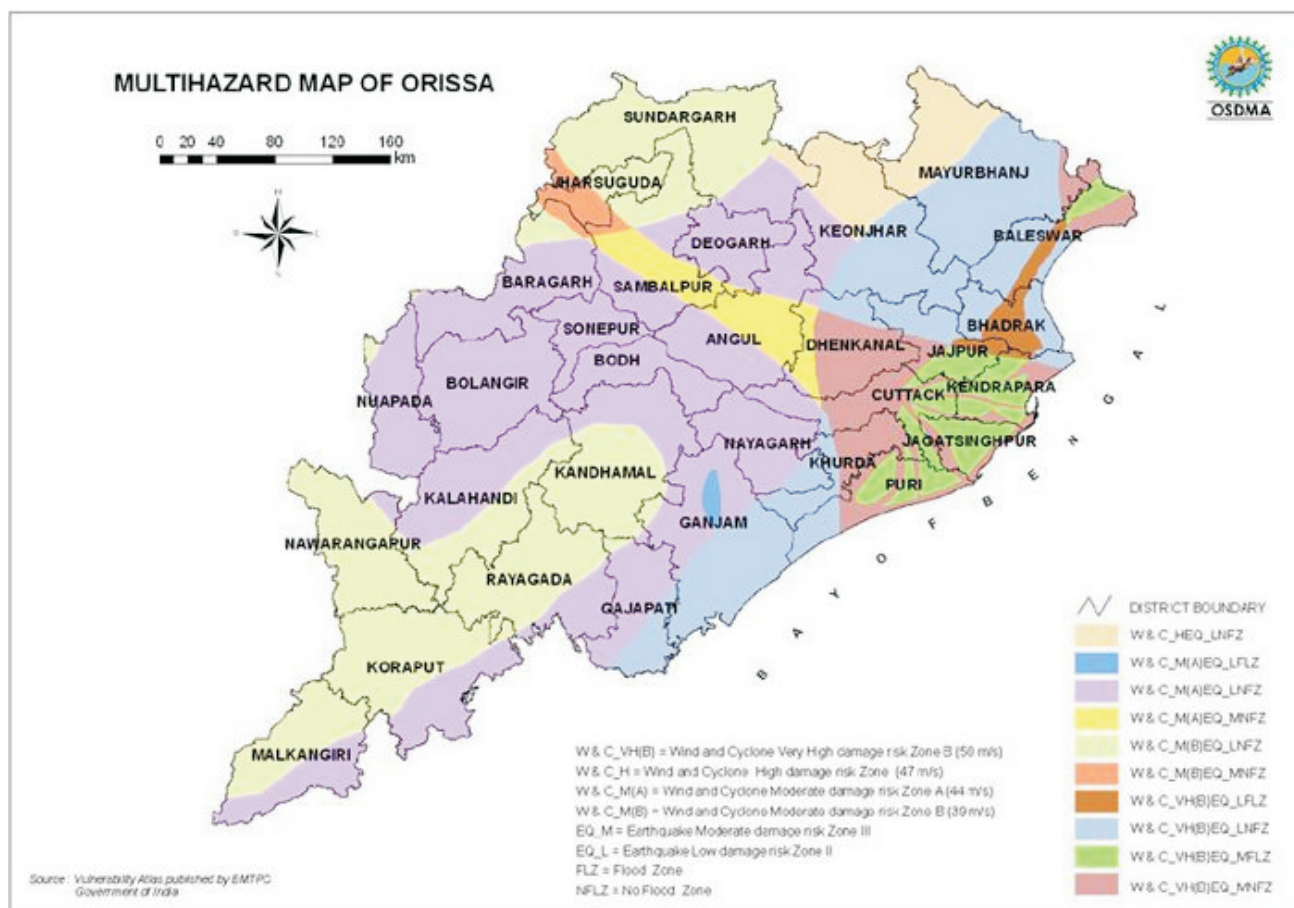 MULTIHAZARD MAP OF ORISSA
OSDMA
0 20 40 80 120 160
km
N
S
SUNDARGARH
JHARSUGUDA
MAYURBHANJ
KEONJHAR
DEOGARH
BALESWAR
BARAGARH
SAMBALPUR
SONEPUR
ANGUL
DHENKANAL
BHADRAK
JAJPUR
BODH
BOLANGIR
NUAPADA
CUTTACK
KENDRAPARA
NAYAGARH
JAGATSINGHPUR
KHURDA
KANDHAMAL
PURI
KALAHANDI
GANJAM
NAWARANGAPUR
RAYAGADA
GAJAPATI
KORAPUT
MALKANGIRI
BAY OF BENGAL
DISTRICT BOUNDARY
W & C_HEQ_LNFZ
W & C_M(A)EQ_LFLZ
W & C_M(A)EQ_LNFZ
W & C_M(A)EQ_MNFZ
W & C_M(B)EQ_LNFZ
W & C_M(B)EQ_MNFZ
W & C_VH(B)EQ_LFLZ
W & C_VH(B)EQ_LNFZ
W & C_VH(B)EQ_MFLZ
W & C_VH(B)EQ_MNFZ
W & C_VH(B) = Wind and Cyclone Very High damage risk Zone B (50 m/s)
W & C_H = Wind and Cyclone High damage risk Zone (47 m/s)
W & C_M(A) = Wind and Cyclone Moderate damage risk Zone A (44 m/s)
W & C_M(B) = Wind and Cyclone Moderate damage risk Zone B (39 m/s)
EQ_M = Earthquake Moderate damage risk Zone III
EQ_L = Earthquake Low damage risk Zone II
FLZ = Flood Zone
NFLZ = No Flood Zone
Source : Vulnerability Atlas published by BMTPC
Government of India